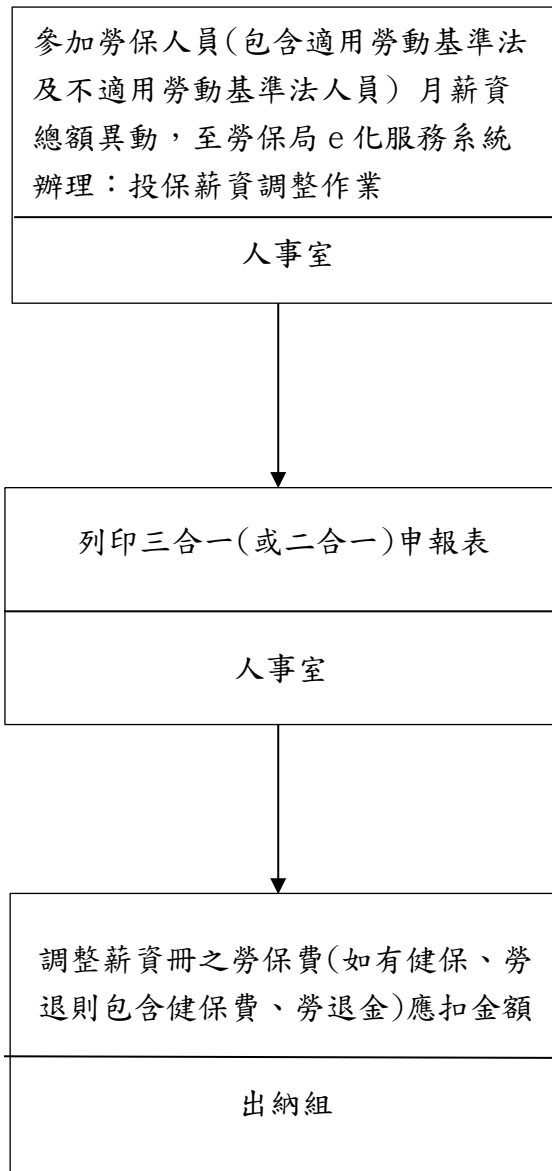 參加勞保人員(包含適用勞動基準法
及不適用勞動基準法人員) 月薪資
總額異動，至勞保局 e 化服務系統
辦理：投保薪資調整作業
人事室
列印三合一(或二合一)申報表
人事室
調整薪資冊之勞保費(如有健保、勞
退則包含健保費、勞退金)應扣金額
出納組